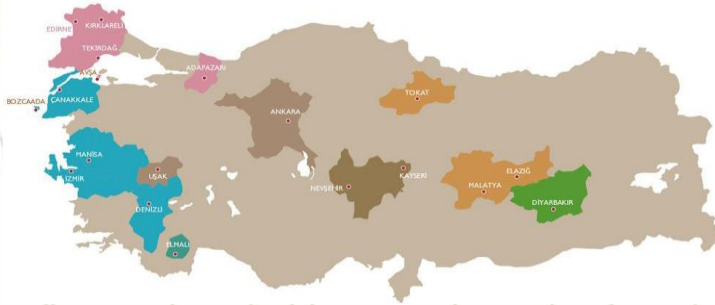 KIRKLARELİ
EDİRNE
TEKİRDAĞ
AVŞA
ADAPAZARI
BOZCAADA
ÇANAKKALE
TOKAT
ANKARA
MANİSA
ELAZIĞ
UŞAK
KAYSERİ
İZMİR
NEVŞEHİR
MALATYA
DİYARBAKIR
DENİZLİ
ELMALI